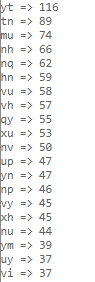 yt => 116
tn => 89
mu => 74
nh => 66
nq => 62
hn => 59
vu => 58
vh => 57
qy => 55
xu => 53
nv => 50
up => 47
yn => 47
np => 46
vy => 45
xh => 45
nu => 44
ym => 39
uy => 37
vi => 37